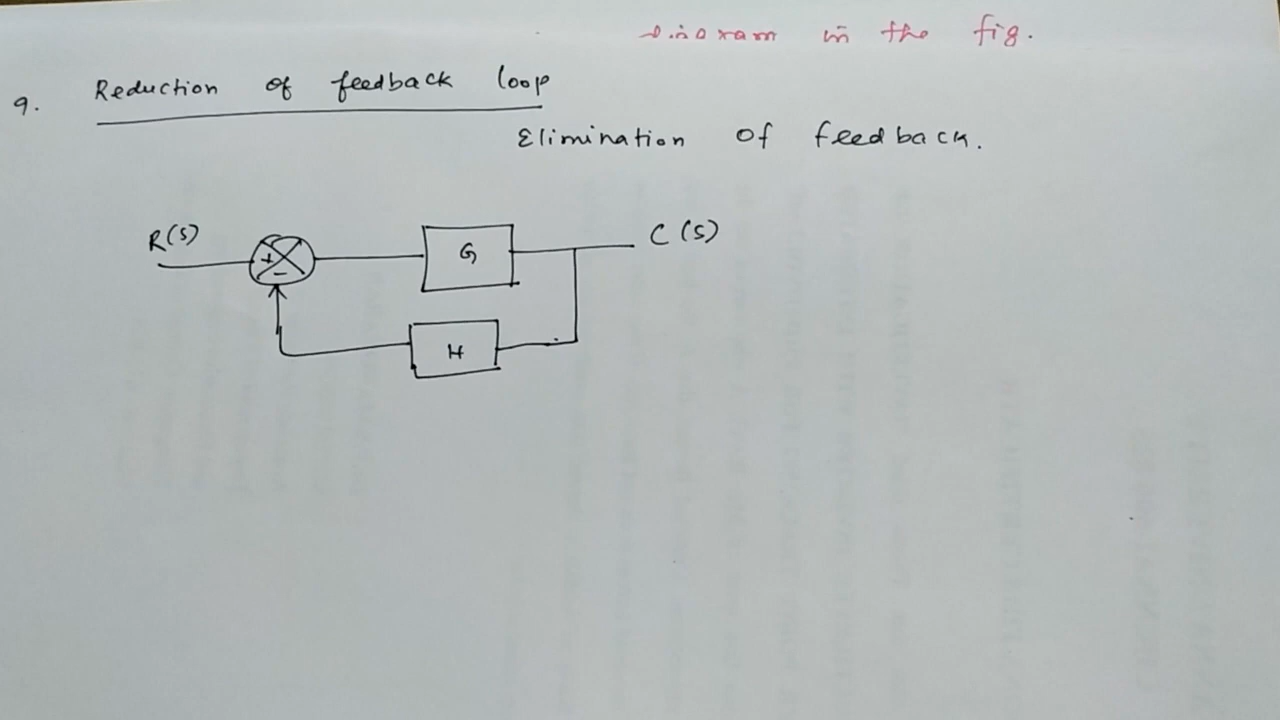 in the fig.
9. Reduction of feedback loop
Elimination of feedback.
R(S)
+
-
G
C (S)
H